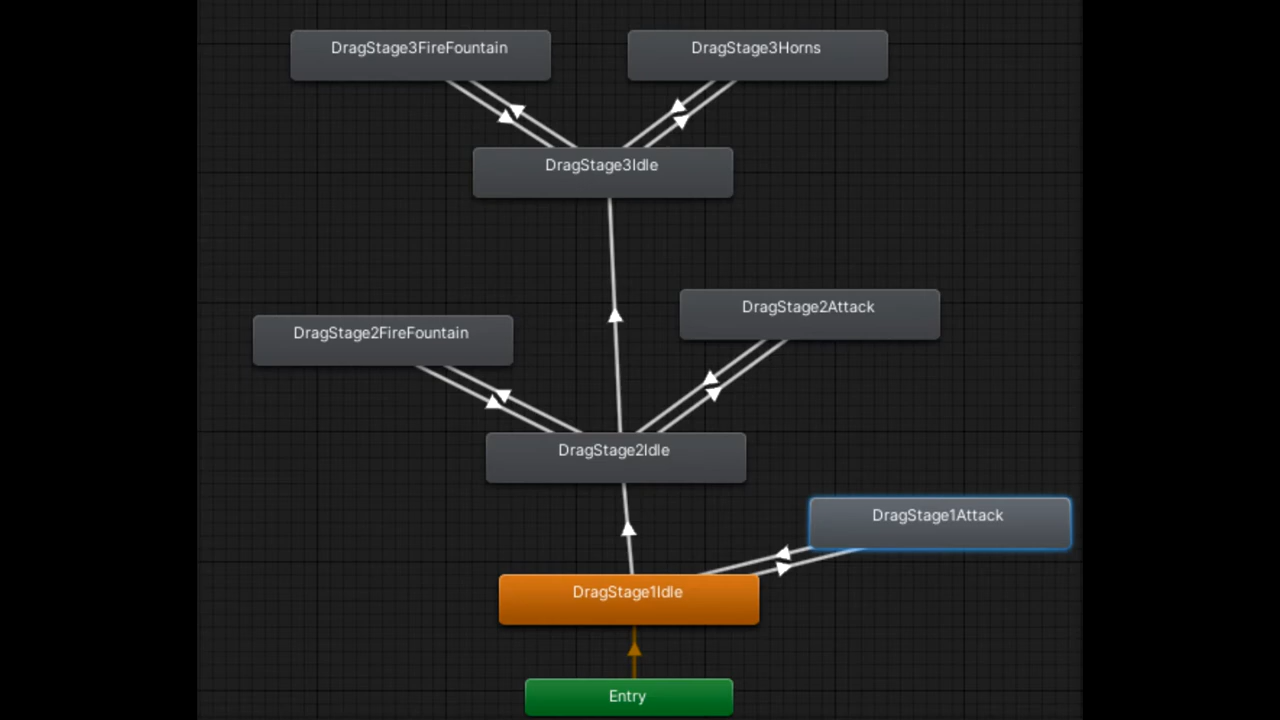 DragStage3FireFountain
DragStage3Horns
DragStage3Idle
DragStage2Attack
DragStage2FireFountain
DragStage2Idle
DragStage1Attack
DragStage1Idle
Entry